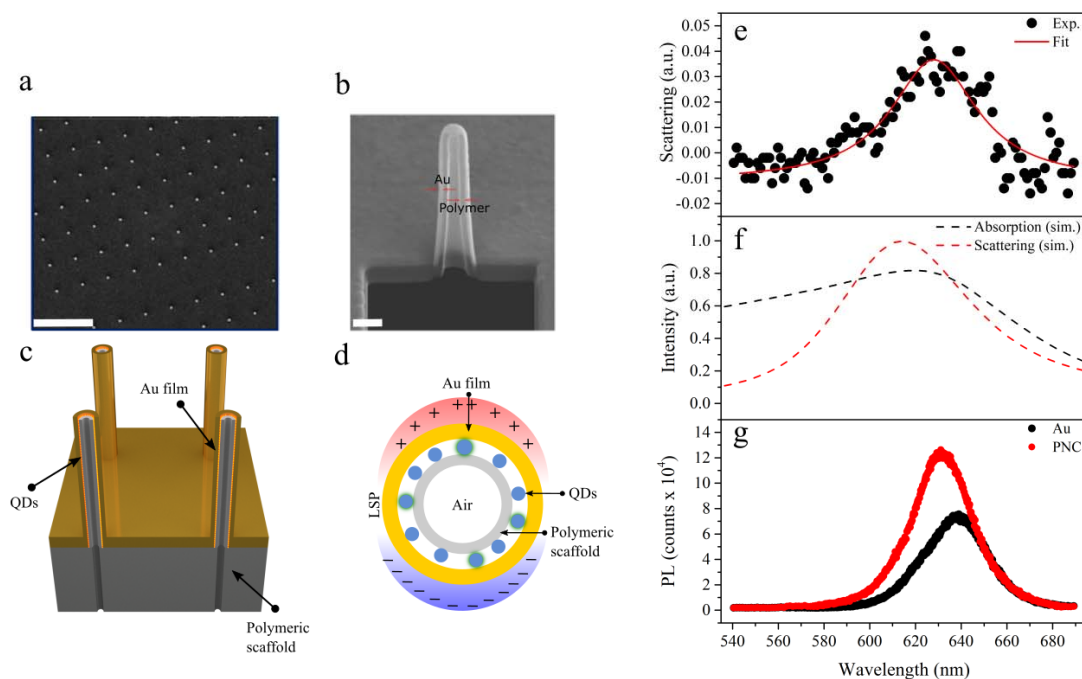 a
b
Au
Polymer
c
Au film
QDs
Polymeric
scaffold
d
Au film
+ + + + + + + +
LSP
Air
QDs
Polymeric
scaffold
e
Exp.
Fit
Scattering (a.u.)
0.05
0.04
0.03
0.02
0.01
0.00
-0.01
-0.02
f
Absorption (sim.)
Scattering (sim.)
Intensity (a.u.)
1.0
0.8
0.6
0.4
0.2
0.0
g
Au
PNC
PL (counts x 10⁴)
14
12
10
8
6
4
2
0
540 560 580 600 620 640 660 680
Wavelength (nm)